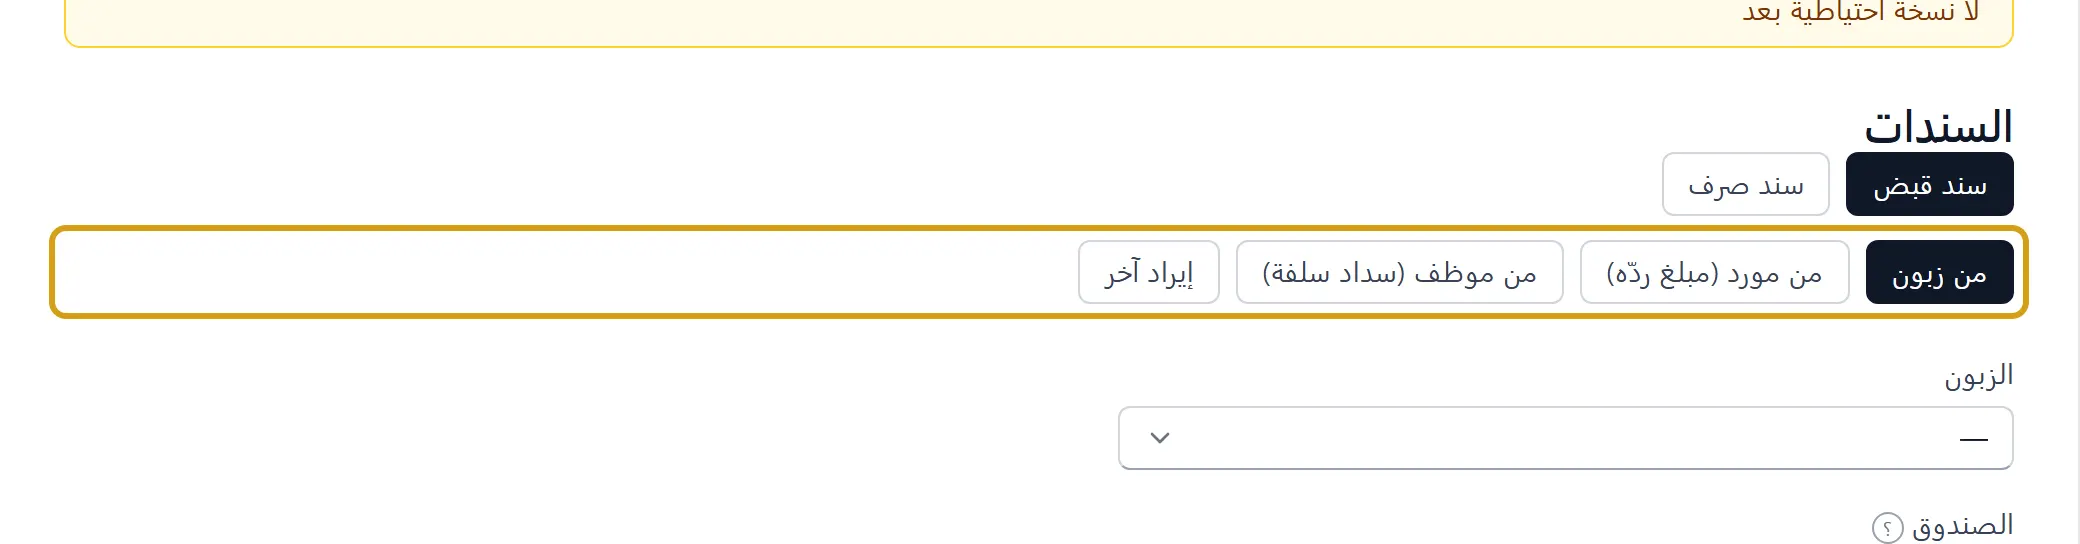 لا نسخة احتياطية بعد
السندات
سند قبض سند صرف
من زبون من مورد (مبلغ ردّه) من موظف (سداد سلفة) إيراد آخر
الزبون
—
الصندوق ؟